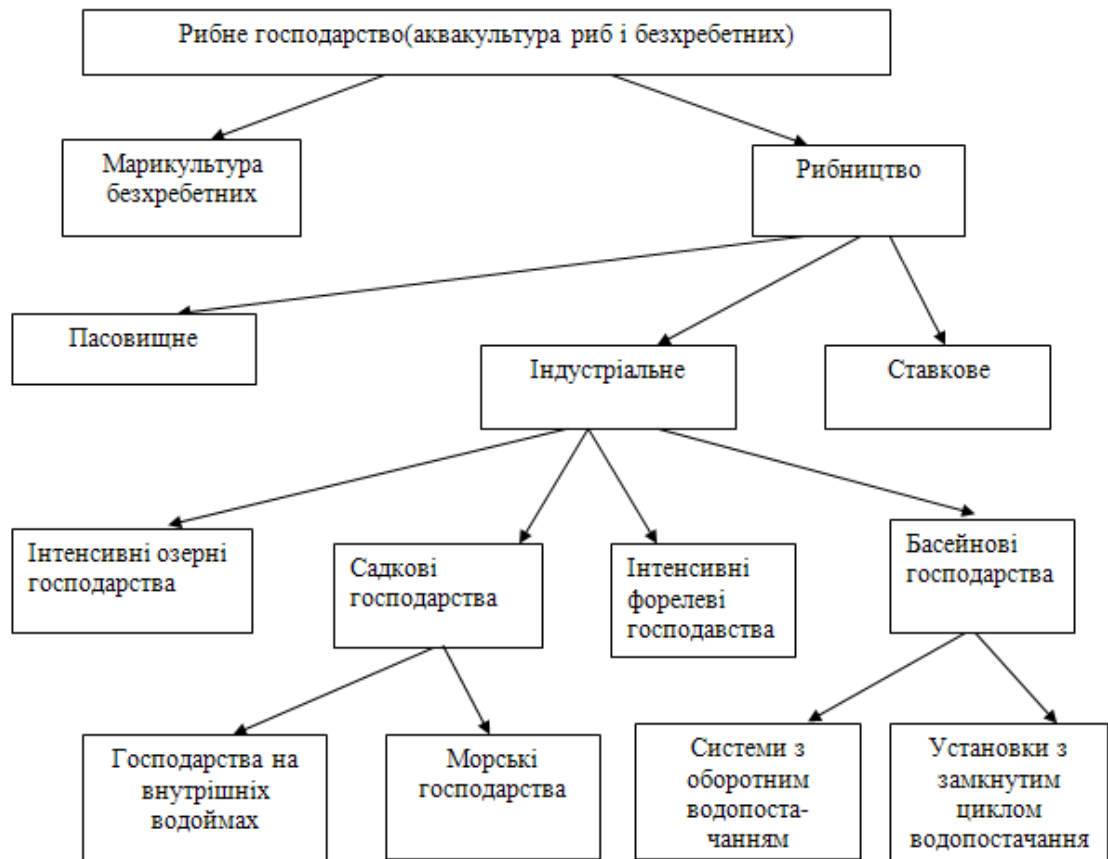 Рибне господарство(аквакультура риб і безхребетних)
Марикультура
безхребетних
Рибництво
Пасовищне
Індустріальне
Ставкове
Інтенсивні озерні
господарства
Садкові
господарства
Інтенсивні
форелеві
господавства
Басейнові
господарства
Господарства на
внутрішніх
водоймах
Морські
господарства
Системи з
оборотним
водопоста-
чанням
Установки з
замкнутим
циклом
водопостачання